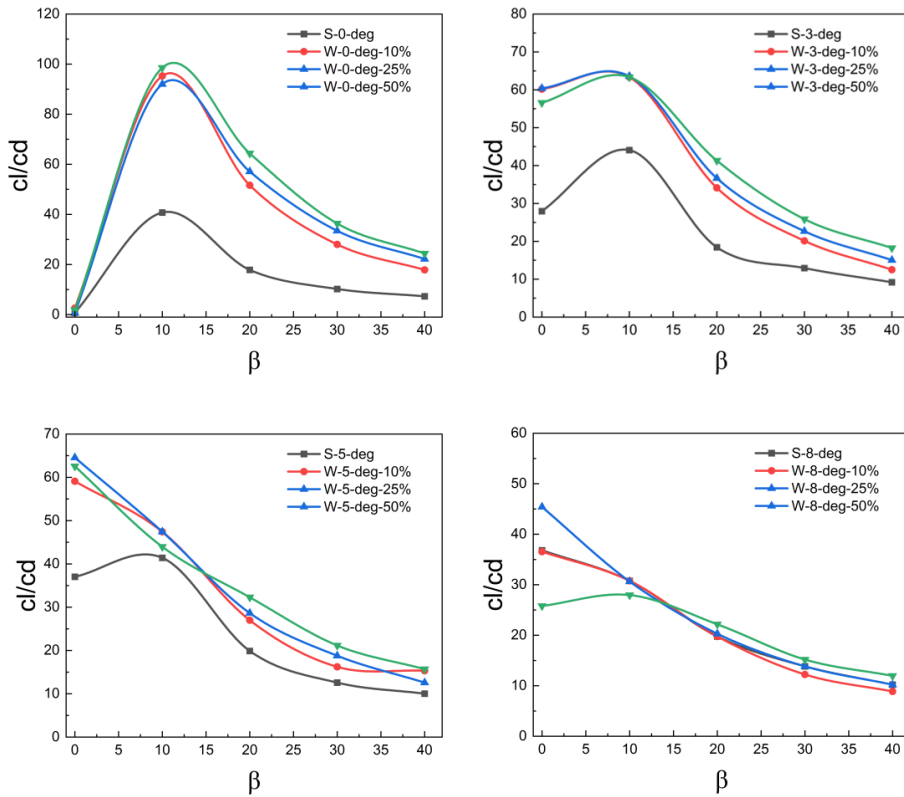 120
100
80
60
40
20
0
cl/cd
S-0-deg
W-0-deg-10%
W-0-deg-25%
W-0-deg-50%
0 5 10 15 20 25 30 35 40
β
80
70
60
50
40
30
20
10
0
cl/cd
S-3-deg
W-3-deg-10%
W-3-deg-25%
W-3-deg-50%
0 5 10 15 20 25 30 35 40
β
70
60
50
40
30
20
10
0
cl/cd
S-5-deg
W-5-deg-10%
W-5-deg-25%
W-5-deg-50%
0 5 10 15 20 25 30 35 40
β
60
50
40
30
20
10
0
cl/cd
S-8-deg
W-8-deg-10%
W-8-deg-25%
W-8-deg-50%
0 5 10 15 20 25 30 35 40
β